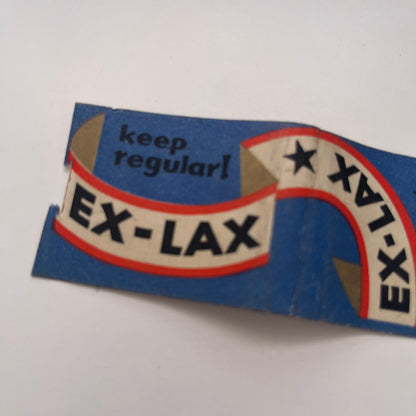 keep
regular!
EX-LAX
★ EX-LAX